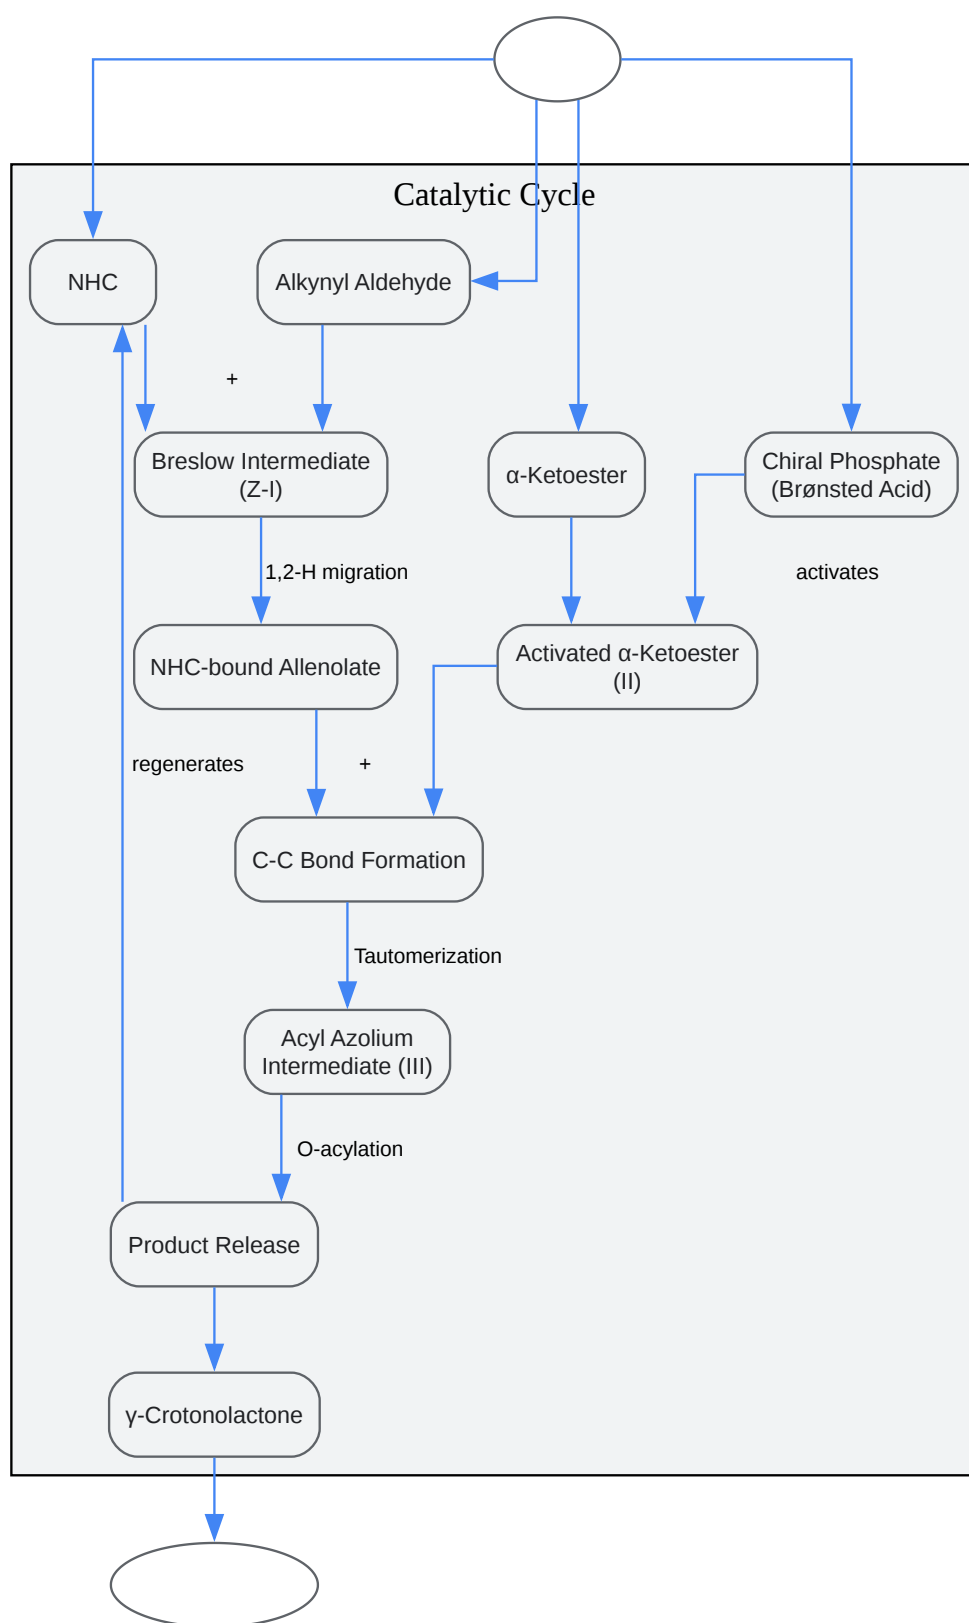 Catalytic Cycle
NHC
Alkynyl Aldehyde
+
Breslow Intermediate
(Z-I)
α-Ketoester
Chiral Phosphate
(Brønsted Acid)
1,2-H migration
activates
NHC-bound Allenolate
Activated α-Ketoester
(II)
regenerates
+
C-C Bond Formation
Tautomerization
Acyl Azolium
Intermediate (III)
O-acylation
Product Release
γ-Crotonolactone